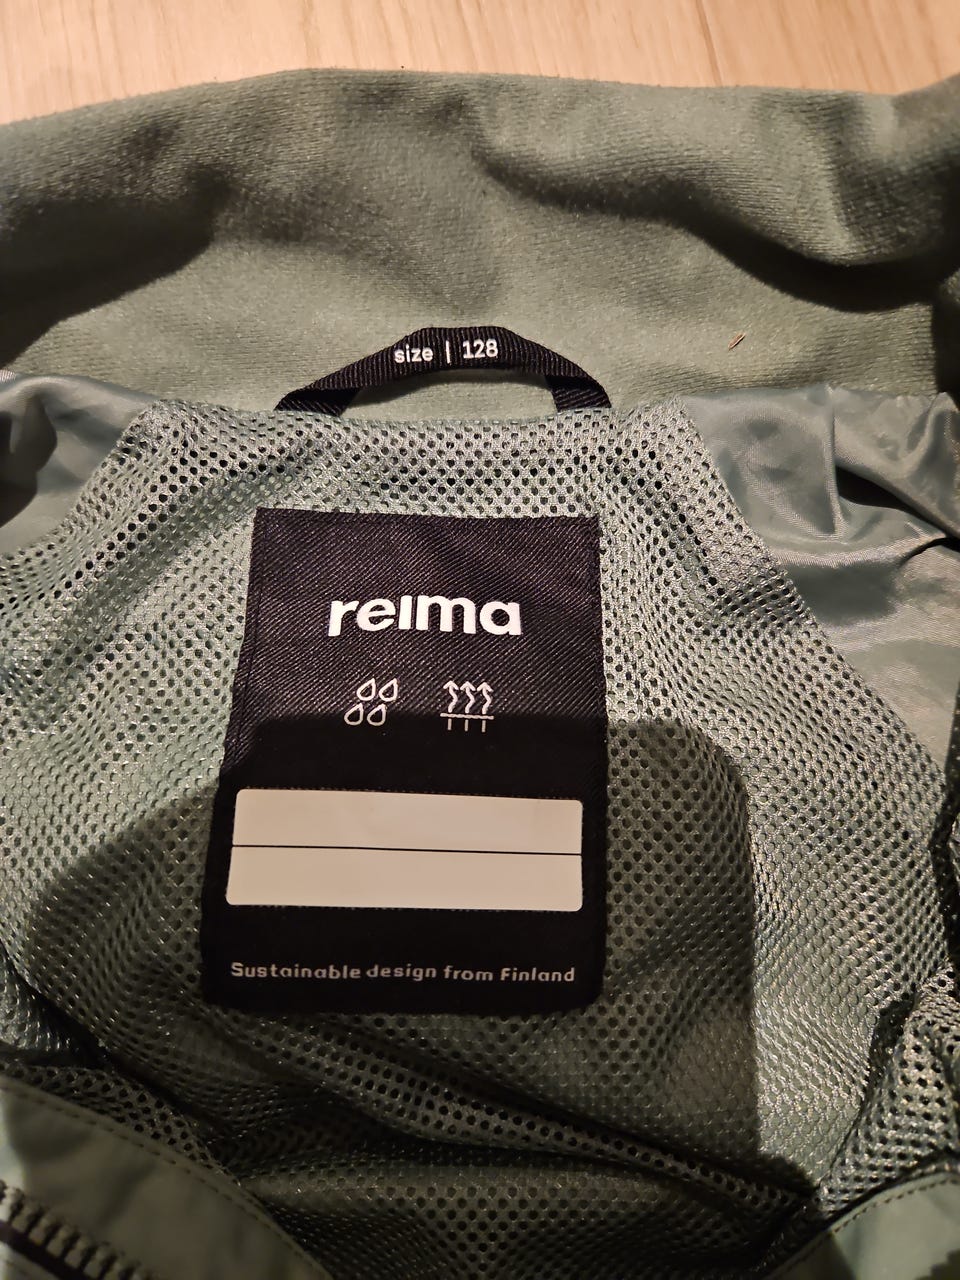 size | 128
reima
Sustainable design from Finland